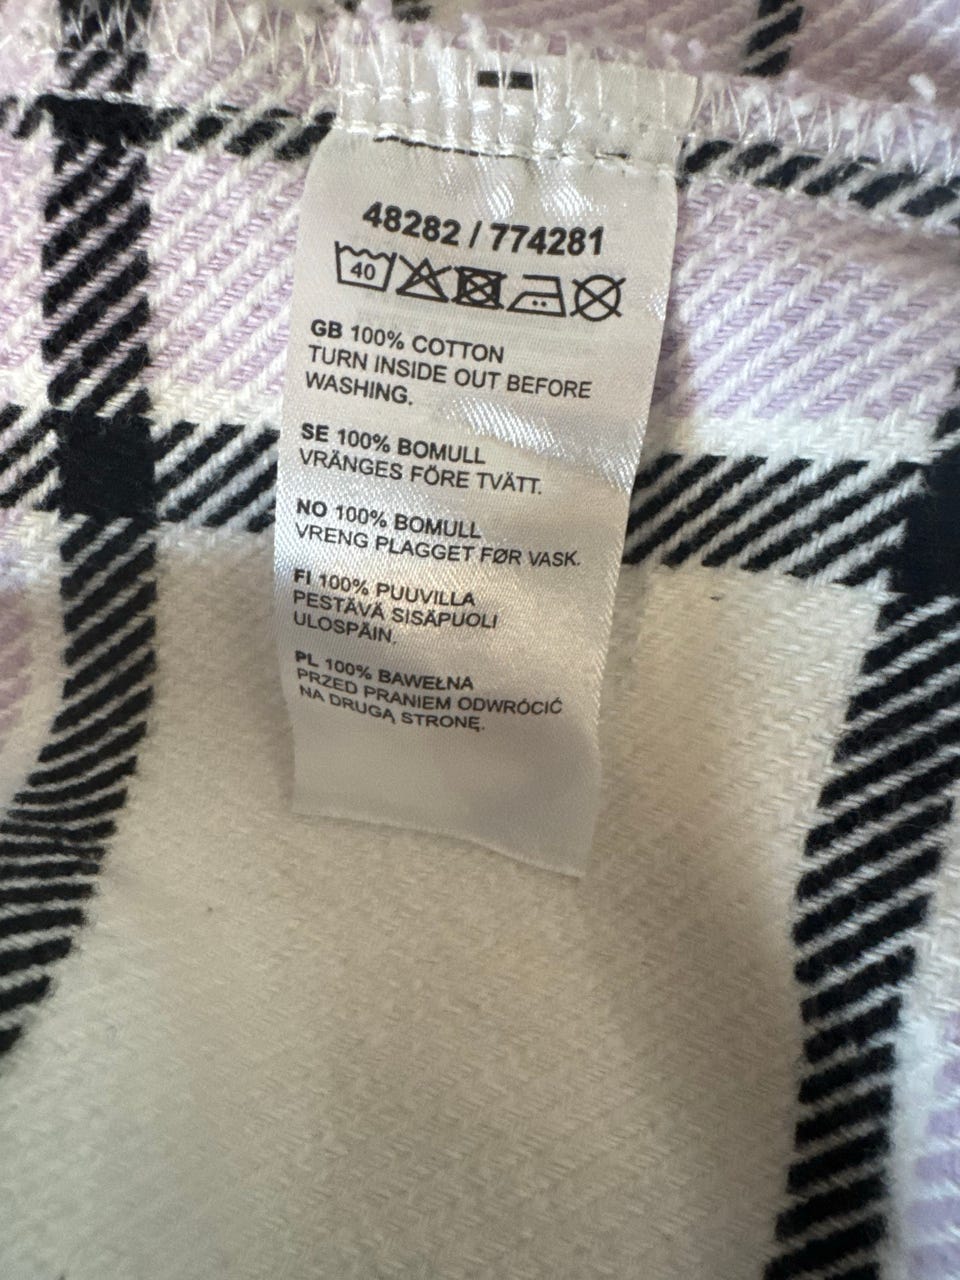 48282 / 774281
40
GB 100% COTTON
TURN INSIDE OUT BEFORE
WASHING.
SE 100% BOMULL
VRÄNGES FÖRE TVÄTT.
NO 100% BOMULL
VRENG PLAGGET FØR VASK.
FI 100% PUUVILLA
PESTÄVÄ SISÄPUOLI
ULOSPÄIN.
PL 100% BAWEŁNA
PRZED PRANIEM ODWRÓCIĆ
NA DRUGĄ STRONĘ.